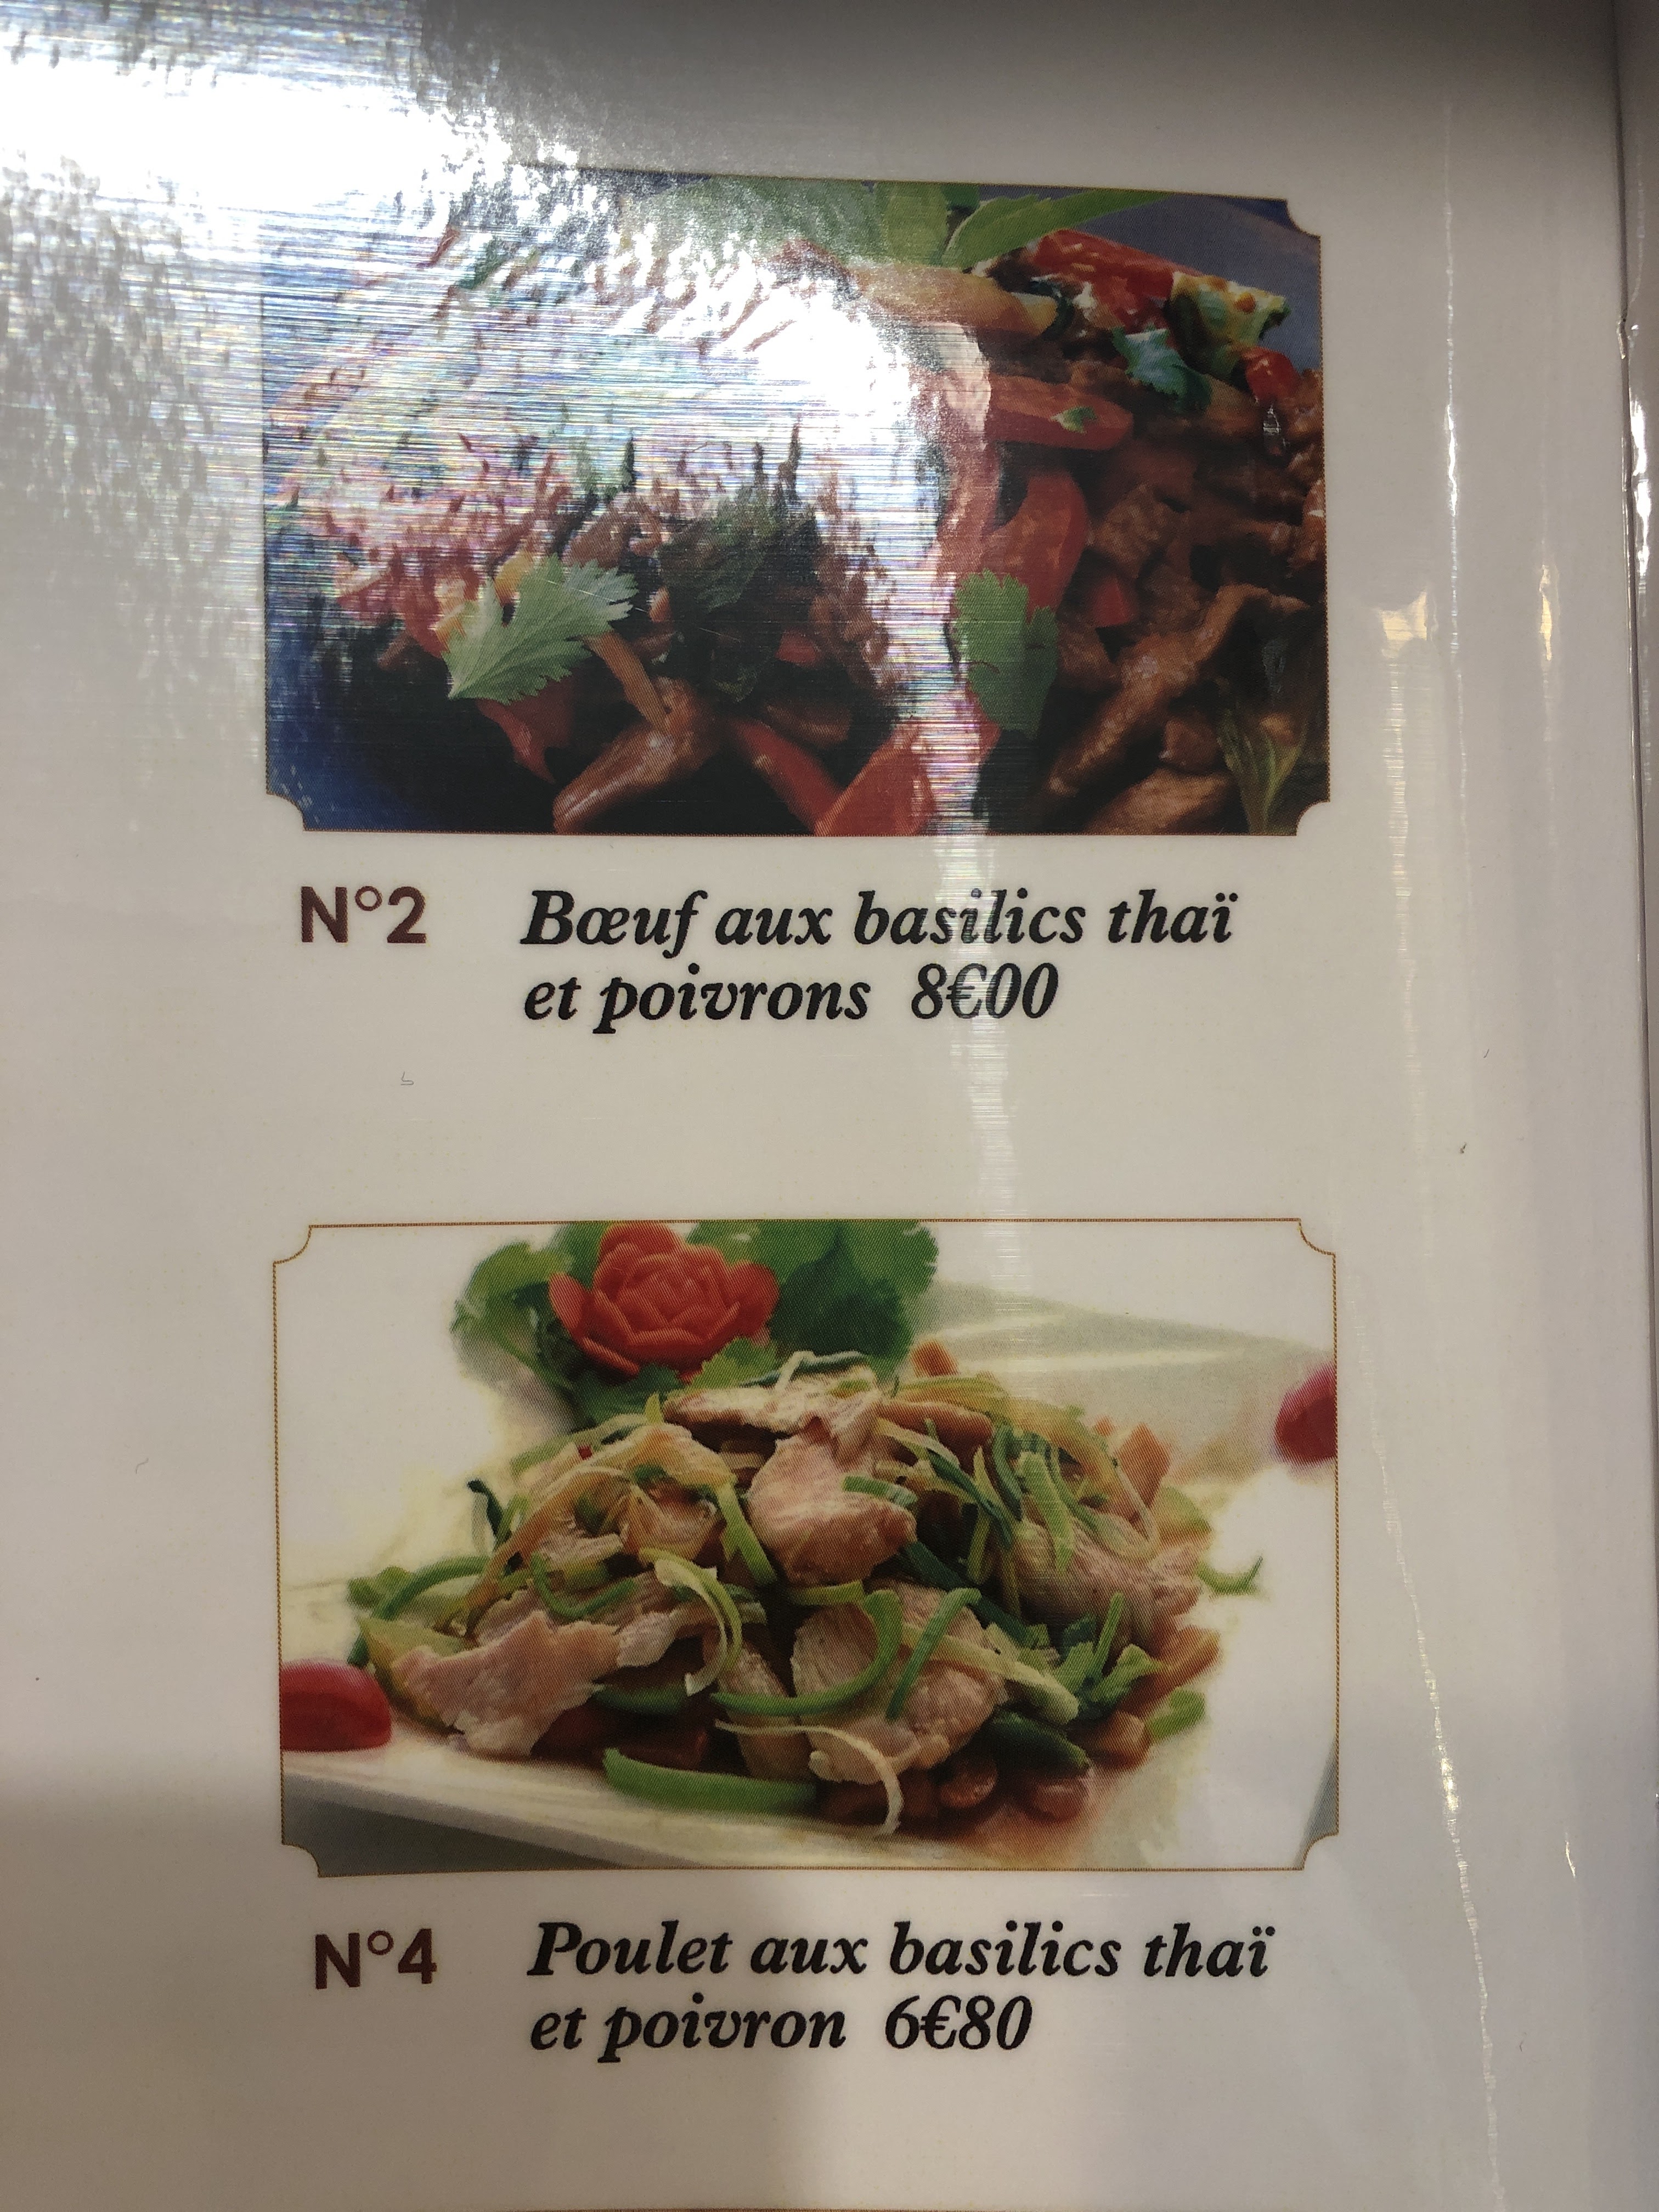 N°2 Bœuf aux basilics thaï
et poivrons 8€00
N°4 Poulet aux basilics thaï
et poivron 6€80